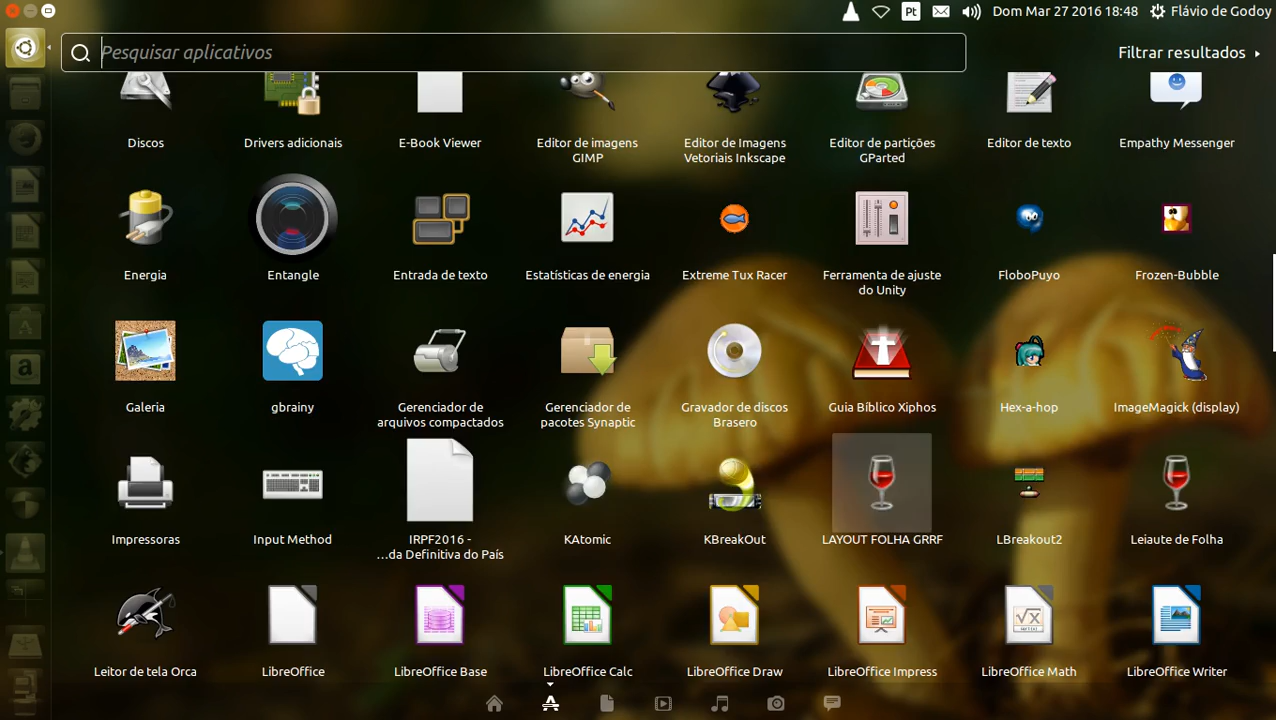 Pt
Dom Mar 27 2016 18:48
Flávio de Godoy
Pesquisar aplicativos
Filtrar resultados
Discos
Drivers adicionais
E-Book Viewer
Editor de imagens
GIMP
Editor de Imagens
Vetoriais Inkscape
Editor de partições
GParted
Editor de texto
Empathy Messenger
Energia
Entangle
Entrada de texto
Estatísticas de energia
Extreme Tux Racer
Ferramenta de ajuste
do Unity
FloboPuyo
Frozen-Bubble
Galeria
gbrainy
Gerenciador de
arquivos compactados
Gerenciador de
pacotes Synaptic
Gravador de discos
Brasero
Guia Bíblico Xiphos
Hex-a-hop
ImageMagick (display)
Impressoras
Input Method
IRPF2016 -
…da Definitiva do País
KAtomic
KBreakOut
LAYOUT FOLHA GRRF
LBreakout2
Leiaute de Folha
Leitor de tela Orca
LibreOffice
LibreOffice Base
LibreOffice Calc
LibreOffice Draw
LibreOffice Impress
LibreOffice Math
LibreOffice Writer